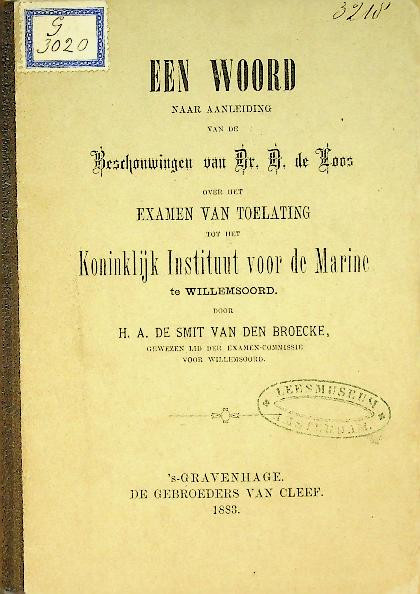 G
3020
3218
EEN WOORD
NAAR AANLEIDING
VAN DE
Beschouwingen van Dr. D. de Loos
OVER HET
EXAMEN VAN TOELATING
TOT HET
Koninklijk Instituut voor de Marine
te WILLEMSOORD.
DOOR
H. A. DE SMIT VAN DEN BROECKE,
GEWEZEN LID DER EXAMEN-COMMISSIE
VOOR WILLEMSOORD.
LEESMUSEUM
AMSTERDAM.
's-GRAVENHAGE.
DE GEBROEDERS VAN CLEEF.
1883.